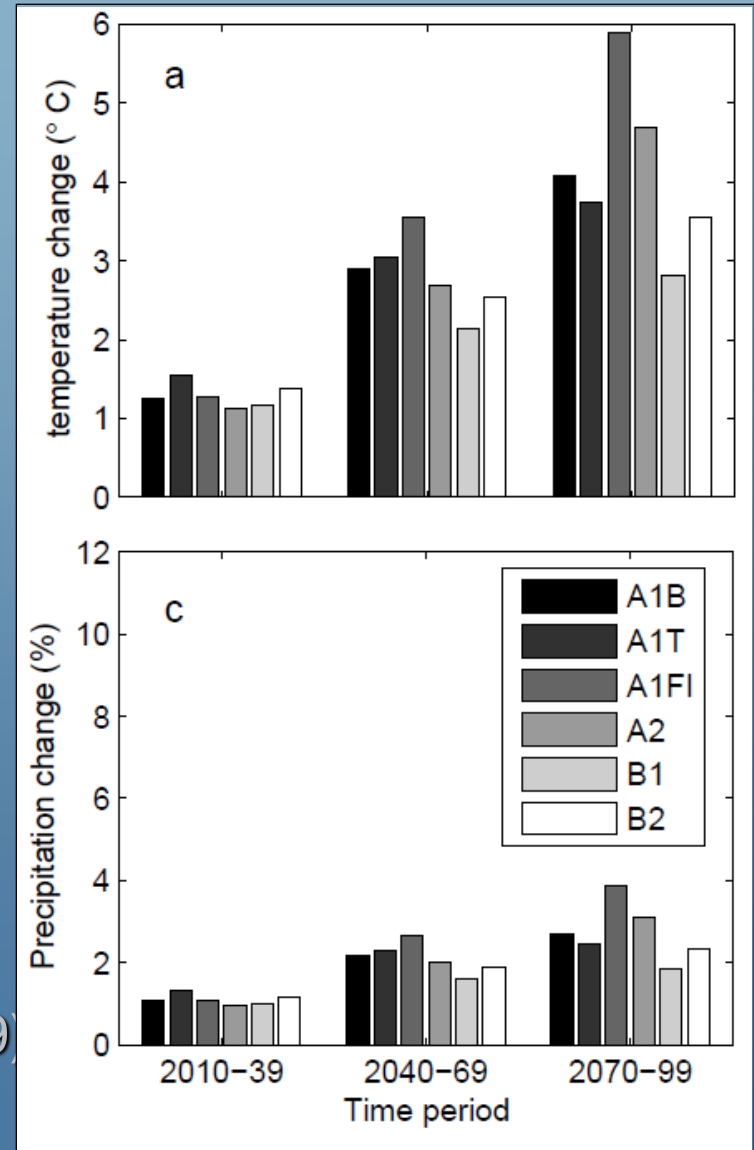 6
a
5
4
3
2
1
0
temperature change (° C)
12
c
10
8
6
4
2
0
Precipitation change (%)
A1B
A1T
A1FI
A2
B1
B2
2010−39 2040−69 2070−99
Time period
9)